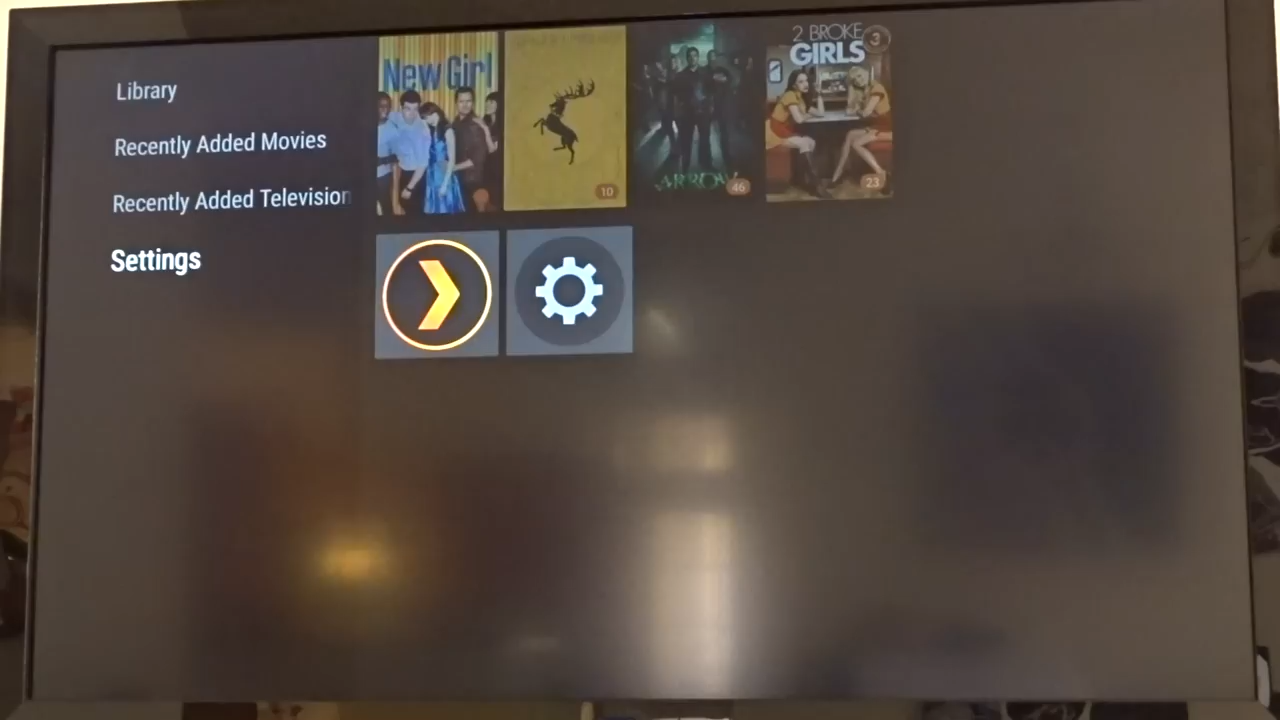 Library
Recently Added Movies
Recently Added Television
Settings
New Girl
10
ARROW
46
2 BROKE
GIRLS
3
23